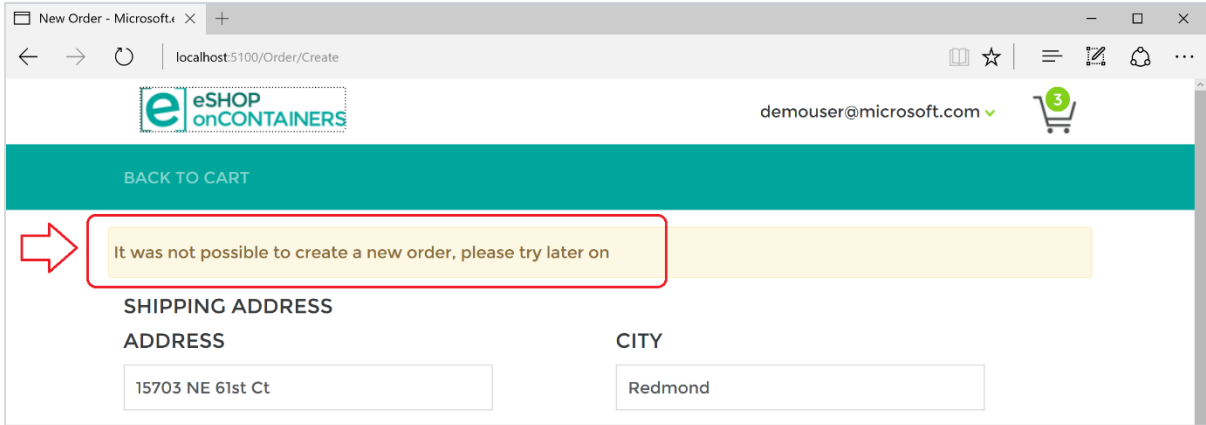 New Order - Microsoft.e
localhost:5100/Order/Create
eSHOP
onCONTAINERS
demouser@microsoft.com
3
BACK TO CART
It was not possible to create a new order, please try later on
SHIPPING ADDRESS
ADDRESS
CITY
15703 NE 61st Ct
Redmond